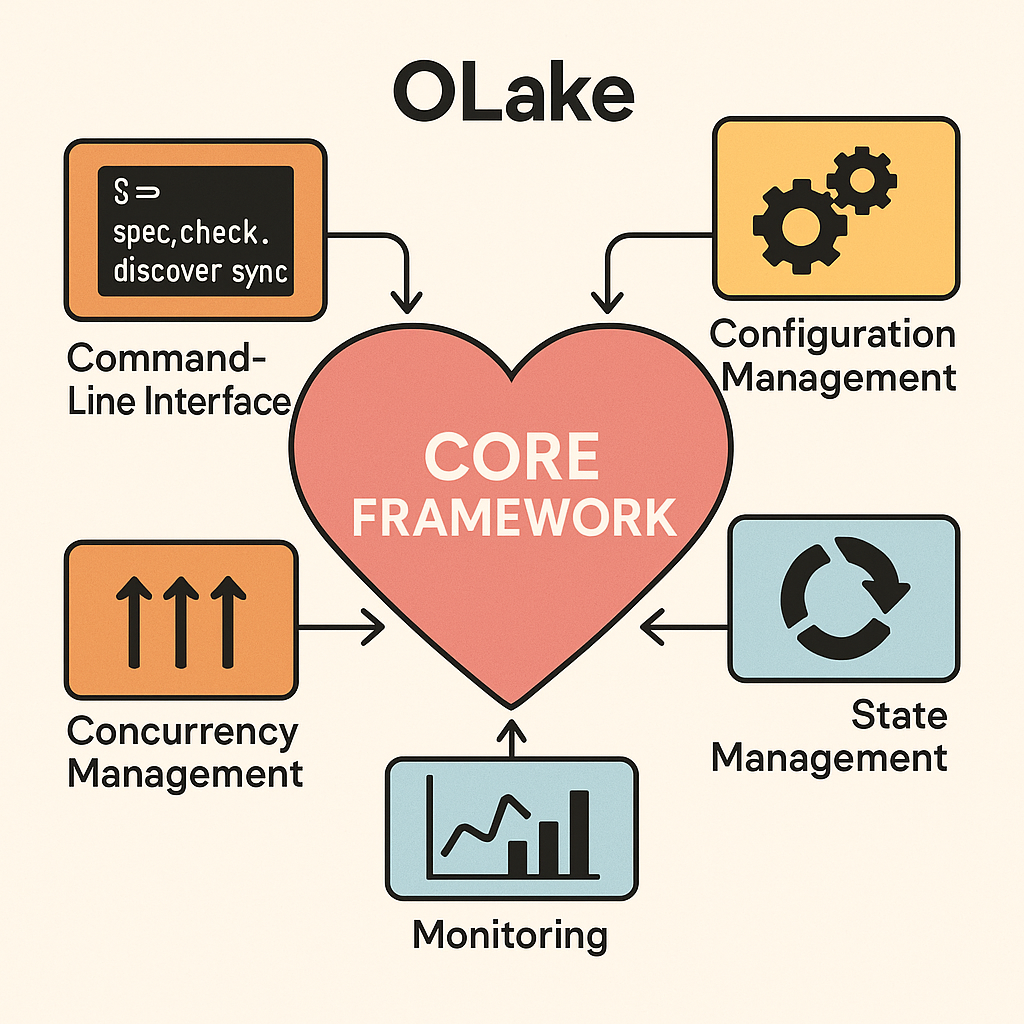 OLake
S=
spec,check.
discover sync
Command-
Line Interface
Configuration
Management
CORE
FRAMEWORK
Concurrency
Management
State
Management
Monitoring